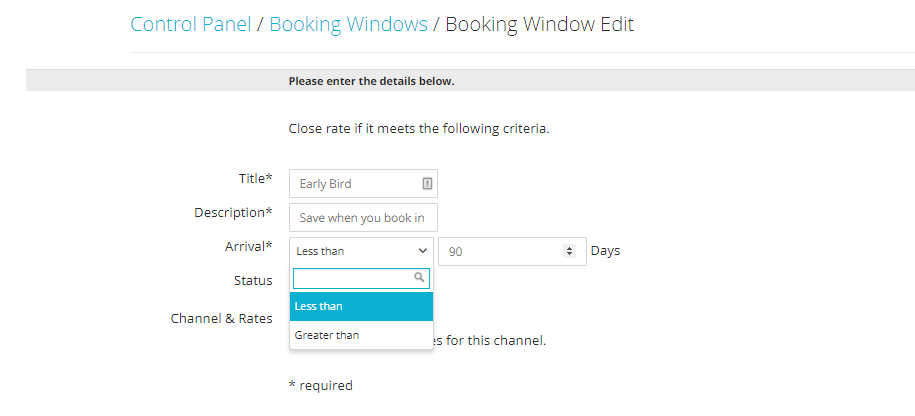 Control Panel / Booking Windows / Booking Window Edit
Please enter the details below.
Close rate if it meets the following criteria.
Title* Early Bird
Description* Save when you book in
Arrival* Less than 90 Days
Status
Less than
Channel & Rates
Greater than
es for this channel.
* required